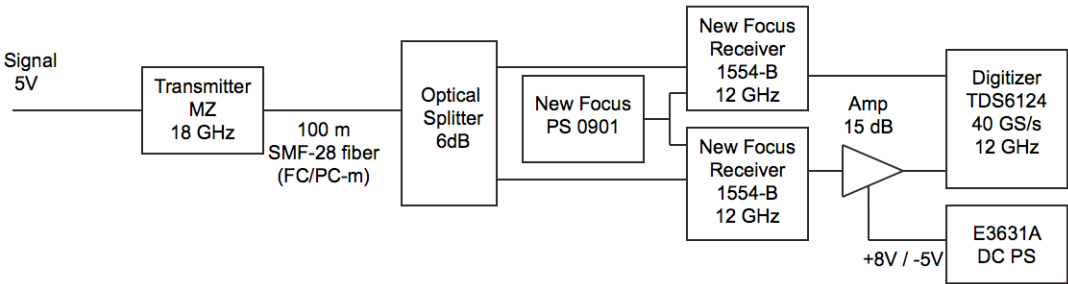 Signal
5V
Transmitter
MZ
18 GHz
100 m
SMF-28 fiber
(FC/PC-m)
Optical
Splitter
6dB
New Focus
PS 0901
New Focus
Receiver
1554-B
12 GHz
New Focus
Receiver
1554-B
12 GHz
Amp
15 dB
Digitizer
TDS6124
40 GS/s
12 GHz
+8V / -5V
E3631A
DC PS